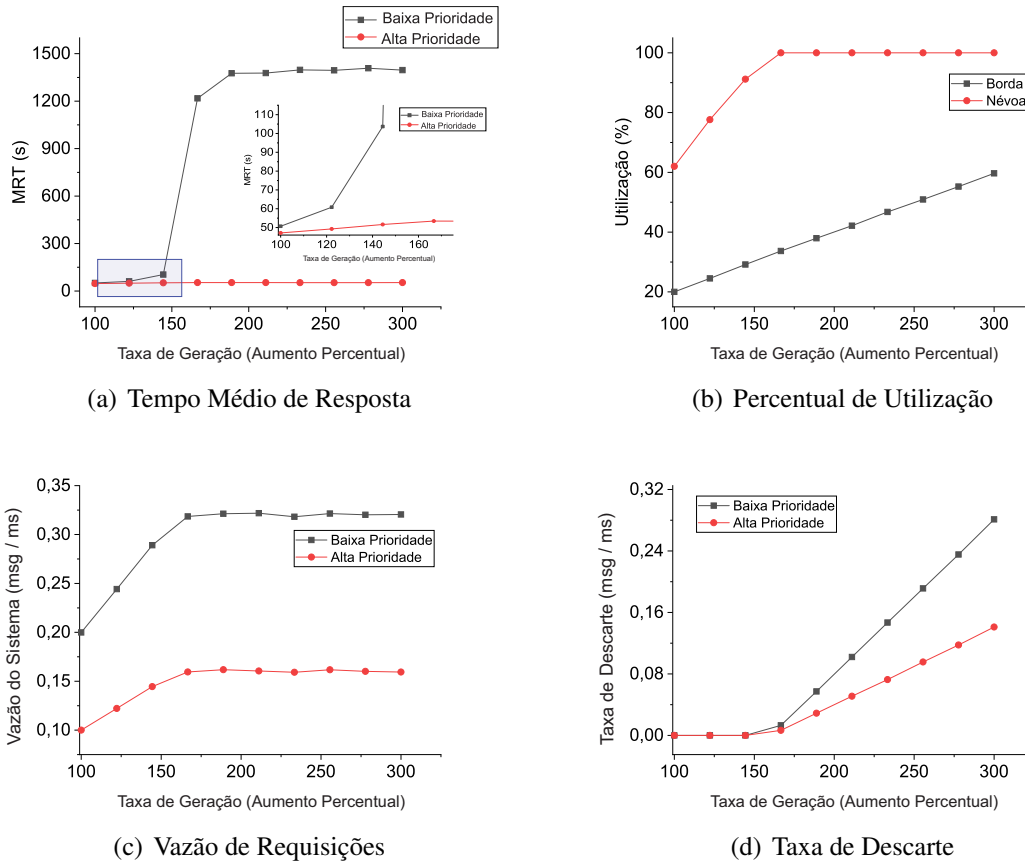 Baixa Prioridade
Alta Prioridade
1500
1200
900
600
300
0
MRT (s)
100
150
200
250
300
Taxa de Geração (Aumento Percentual)
110
100
90
80
70
60
50
MRT (s)
Baixa Prioridade
Alta Prioridade
100
120
140
160
Taxa de Geração (Aumento Percentual)
(a) Tempo Médio de Resposta
100
80
60
40
20
Utilização (%)
Borda
Névoa
100
150
200
250
300
Taxa de Geração (Aumento Percentual)
(b) Percentual de Utilização
0,35
0,30
0,25
0,20
0,15
0,10
Vazão do Sistema (msg / ms)
Baixa Prioridade
Alta Prioridade
100
150
200
250
300
Taxa de Geração (Aumento Percentual)
(c) Vazão de Requisições
0,32
0,24
0,16
0,08
0,00
Taxa de Descarte (msg / ms)
Baixa Prioridade
Alta Prioridade
100
150
200
250
300
Taxa de Geração (Aumento Percentual)
(d) Taxa de Descarte